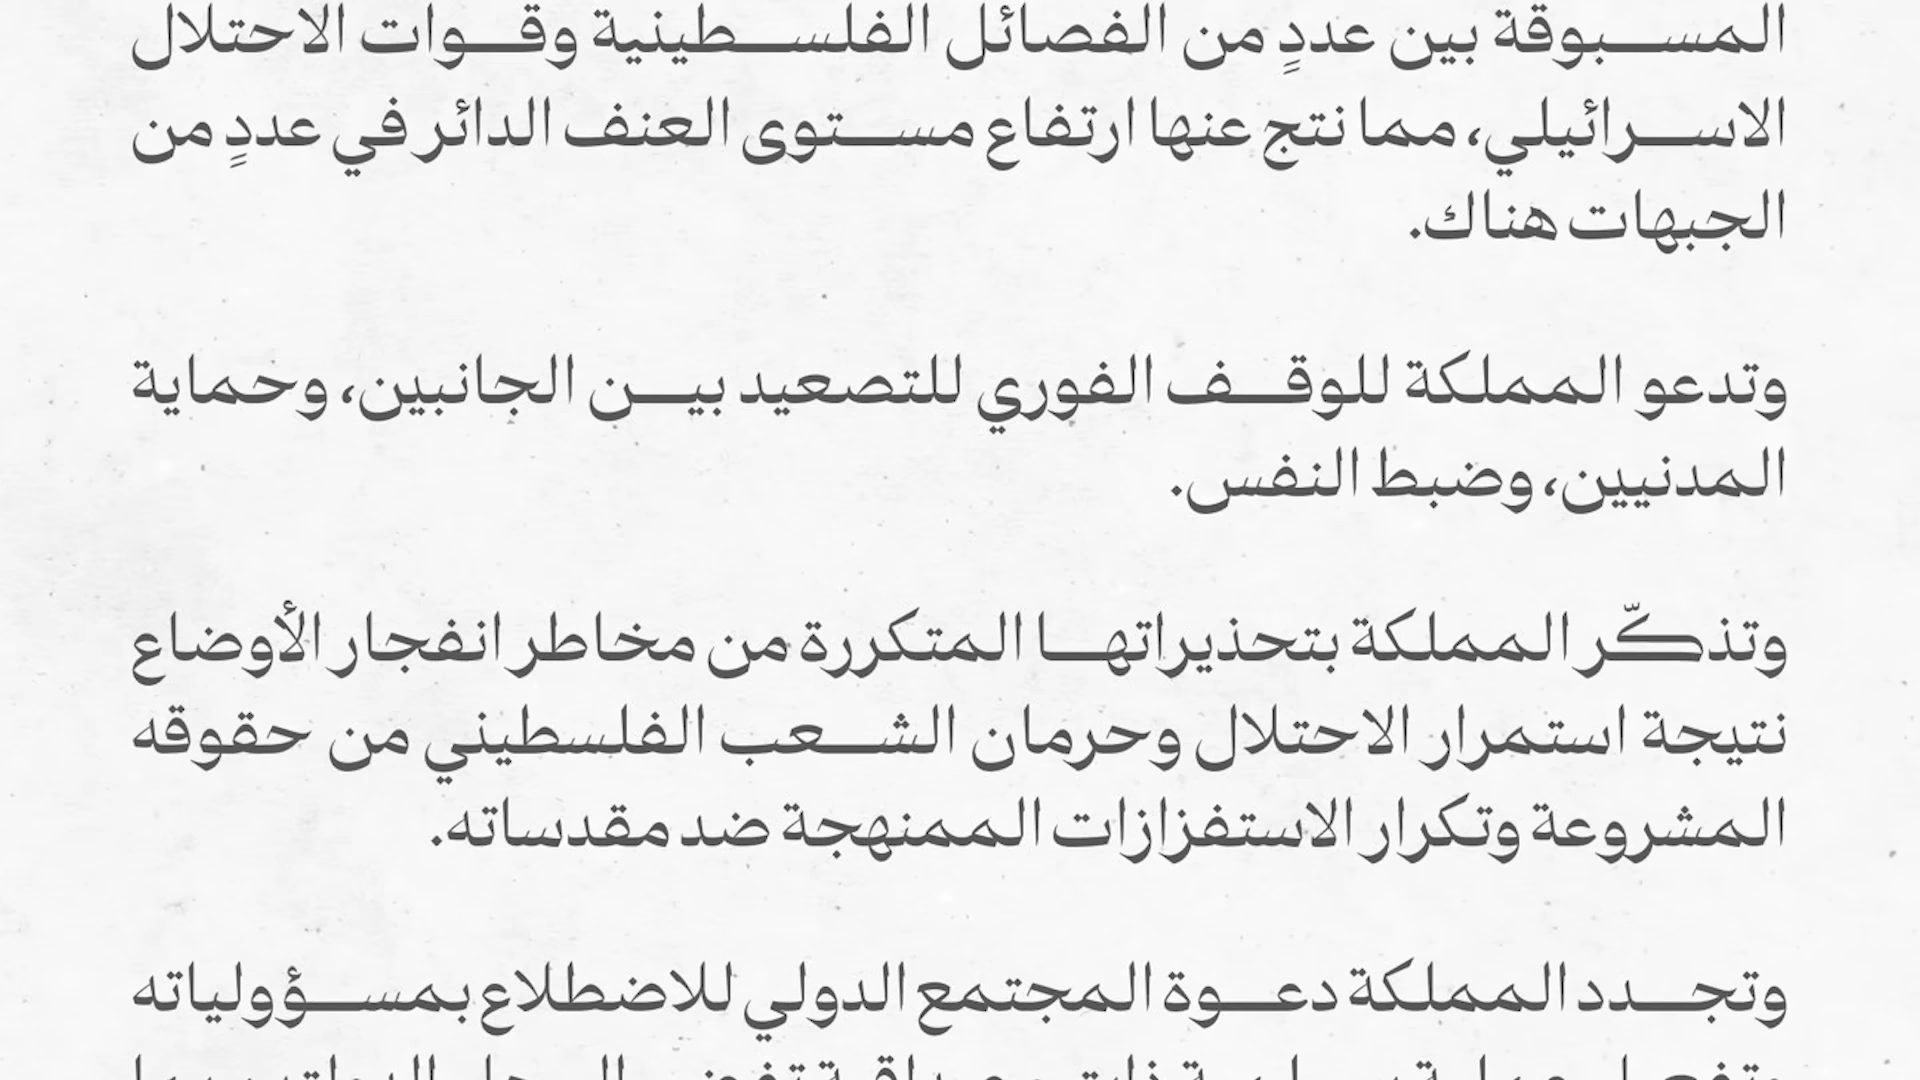 المسبوقة بين عددٍ من الفصائل الفلسطينية وقوات الاحتلال
الاسرائيلي، مما نتج عنها ارتفاع مستوى العنف الدائر في عددٍ من
الجبهات هناك.
وتدعو المملكة للوقف الفوري للتصعيد بين الجانبين، وحماية
المدنيين، وضبط النفس.
وتذكّر المملكة بتحذيراتها المتكررة من مخاطر انفجار الأوضاع
نتيجة استمرار الاحتلال وحرمان الشعب الفلسطيني من حقوقه
المشروعة وتكرار الاستفزازات الممنهجة ضد مقدساته.
وتجدد المملكة دعوة المجتمع الدولي للاضطلاع بمسؤولياته